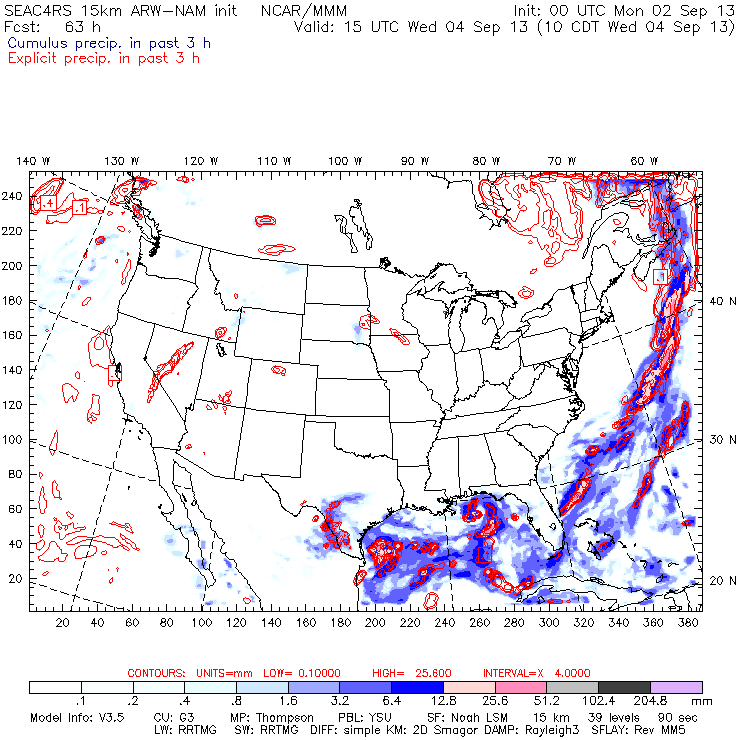 SEAC4RS 15km ARW-NAM init NCAR/MMM Init: 00 UTC Mon 02 Sep 13
Fcst: 63 h Valid: 15 UTC Wed 04 Sep 13 (10 CDT Wed 04 Sep 13)
Cumulus precip. in past 3 h
Explicit precip. in past 3 h
140 W 130 W 120 W 110 W 100 W 90 W 80 W 70 W 60 W
240
.4 .1
220
200
.1
180 40 N
160
140
120
100 30 N
80
60
40
20 20 N
20 40 60 80 100 120 140 160 180 200 220 240 260 280 300 320 340 360 380
CONTOURS: UNITS=mm LOW= 0.10000 HIGH= 25.600 INTERVAL=X 4.0000
.1 .2 .4 .8 1.6 3.2 6.4 12.8 25.6 51.2 102.4 204.8 mm
Model Info: V3.5 CU: G3 MP: Thompson PBL: YSU SF: Noah LSM 15 km 39 levels 90 sec
LW: RRTMG SW: RRTMG DIFF: simple KM: 2D Smagor DAMP: Rayleigh3 SFLAY: Rev MM5